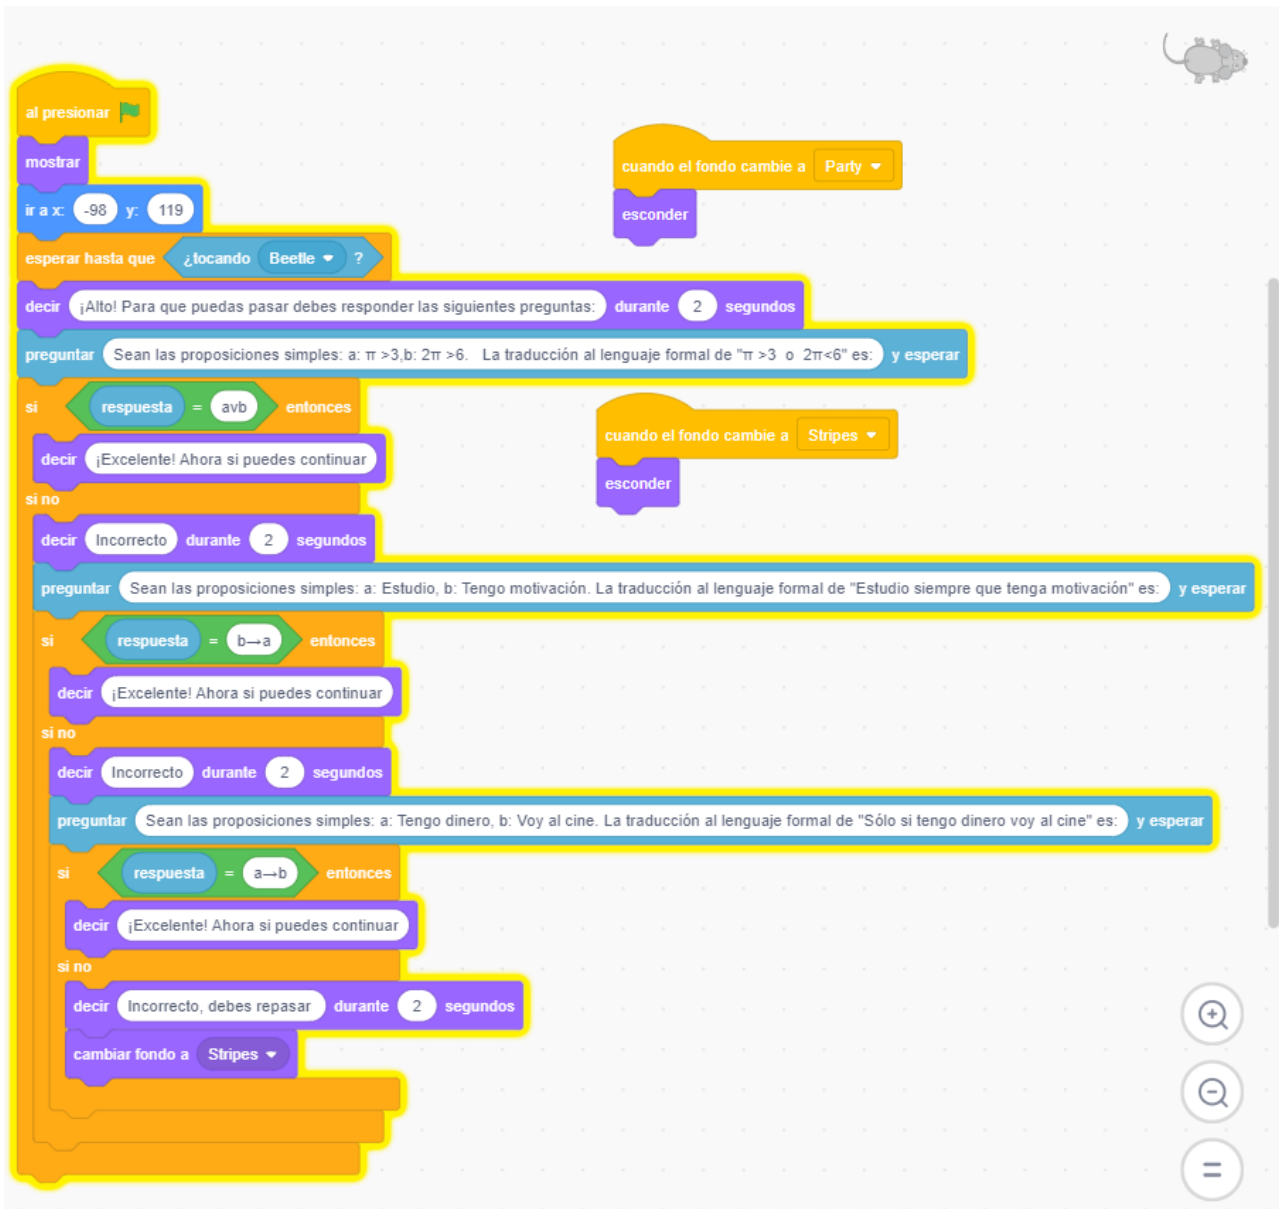 al presionar
mostrar
ir a x: -98 y: 119
esperar hasta que ¿tocando Beetle ?
decir ¡Alto! Para que puedas pasar debes responder las siguientes preguntas: durante 2 segundos
preguntar Sean las proposiciones simples: a: π >3,b: 2π >6. La traducción al lenguaje formal de "π >3 o 2π<6" es: y esperar
si respuesta = avb entonces
decir ¡Excelente! Ahora si puedes continuar
si no
decir Incorrecto durante 2 segundos
preguntar Sean las proposiciones simples: a: Estudio, b: Tengo motivación. La traducción al lenguaje formal de "Estudio siempre que tenga motivación" es: y esperar
si respuesta = b→a entonces
decir ¡Excelente! Ahora si puedes continuar
si no
decir Incorrecto durante 2 segundos
preguntar Sean las proposiciones simples: a: Tengo dinero, b: Voy al cine. La traducción al lenguaje formal de "Sólo si tengo dinero voy al cine" es: y esperar
si respuesta = a→b entonces
decir ¡Excelente! Ahora si puedes continuar
si no
decir Incorrecto, debes repasar durante 2 segundos
cambiar fondo a Stripes
cuando el fondo cambie a Party
esconder
cuando el fondo cambie a Stripes
esconder